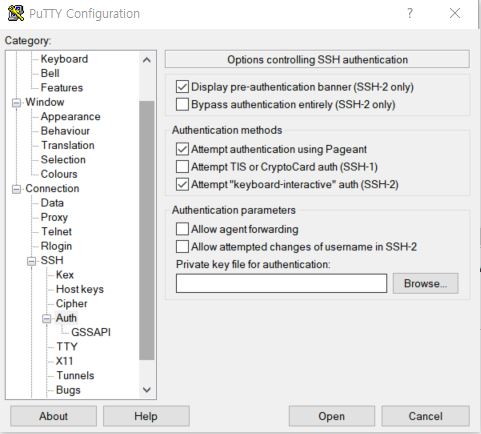 PuTTY Configuration
Category:
Keyboard
Bell
Features
Window
Appearance
Behaviour
Translation
Selection
Colours
Connection
Data
Proxy
Telnet
Rlogin
SSH
Kex
Host keys
Cipher
Auth
GSSAPI
TTY
X11
Tunnels
Bugs
Options controlling SSH authentication
Display pre-authentication banner (SSH-2 only)
Bypass authentication entirely (SSH-2 only)
Authentication methods
Attempt authentication using Pageant
Attempt TIS or CryptoCard auth (SSH-1)
Attempt "keyboard-interactive" auth (SSH-2)
Authentication parameters
Allow agent forwarding
Allow attempted changes of username in SSH-2
Private key file for authentication:
Browse...
About
Help
Open
Cancel